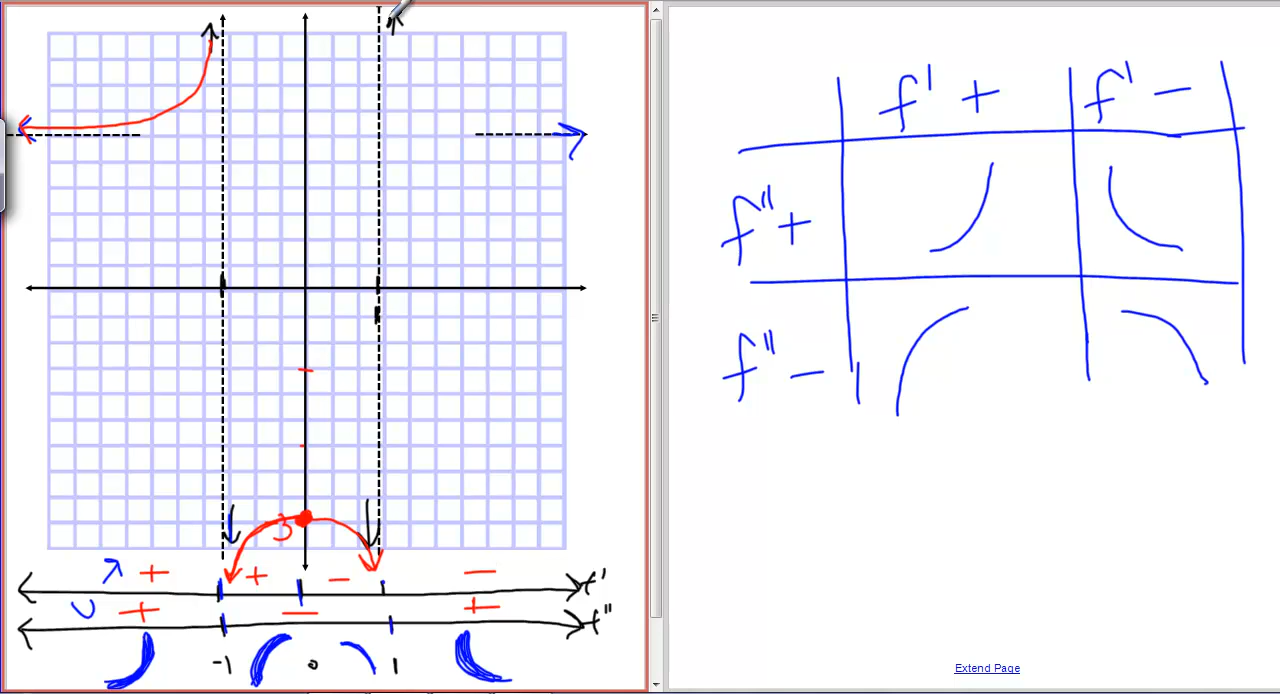 3
+ + − − f'
+ − + f"
-1 0 1
f' + f' −
f" +
f" −
Extend Page